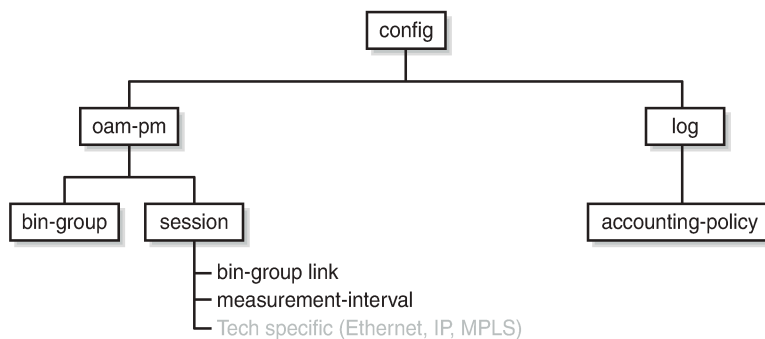 config
oam-pm
log
bin-group
session
accounting-policy
bin-group link
measurement-interval
Tech specific (Ethernet, IP, MPLS)